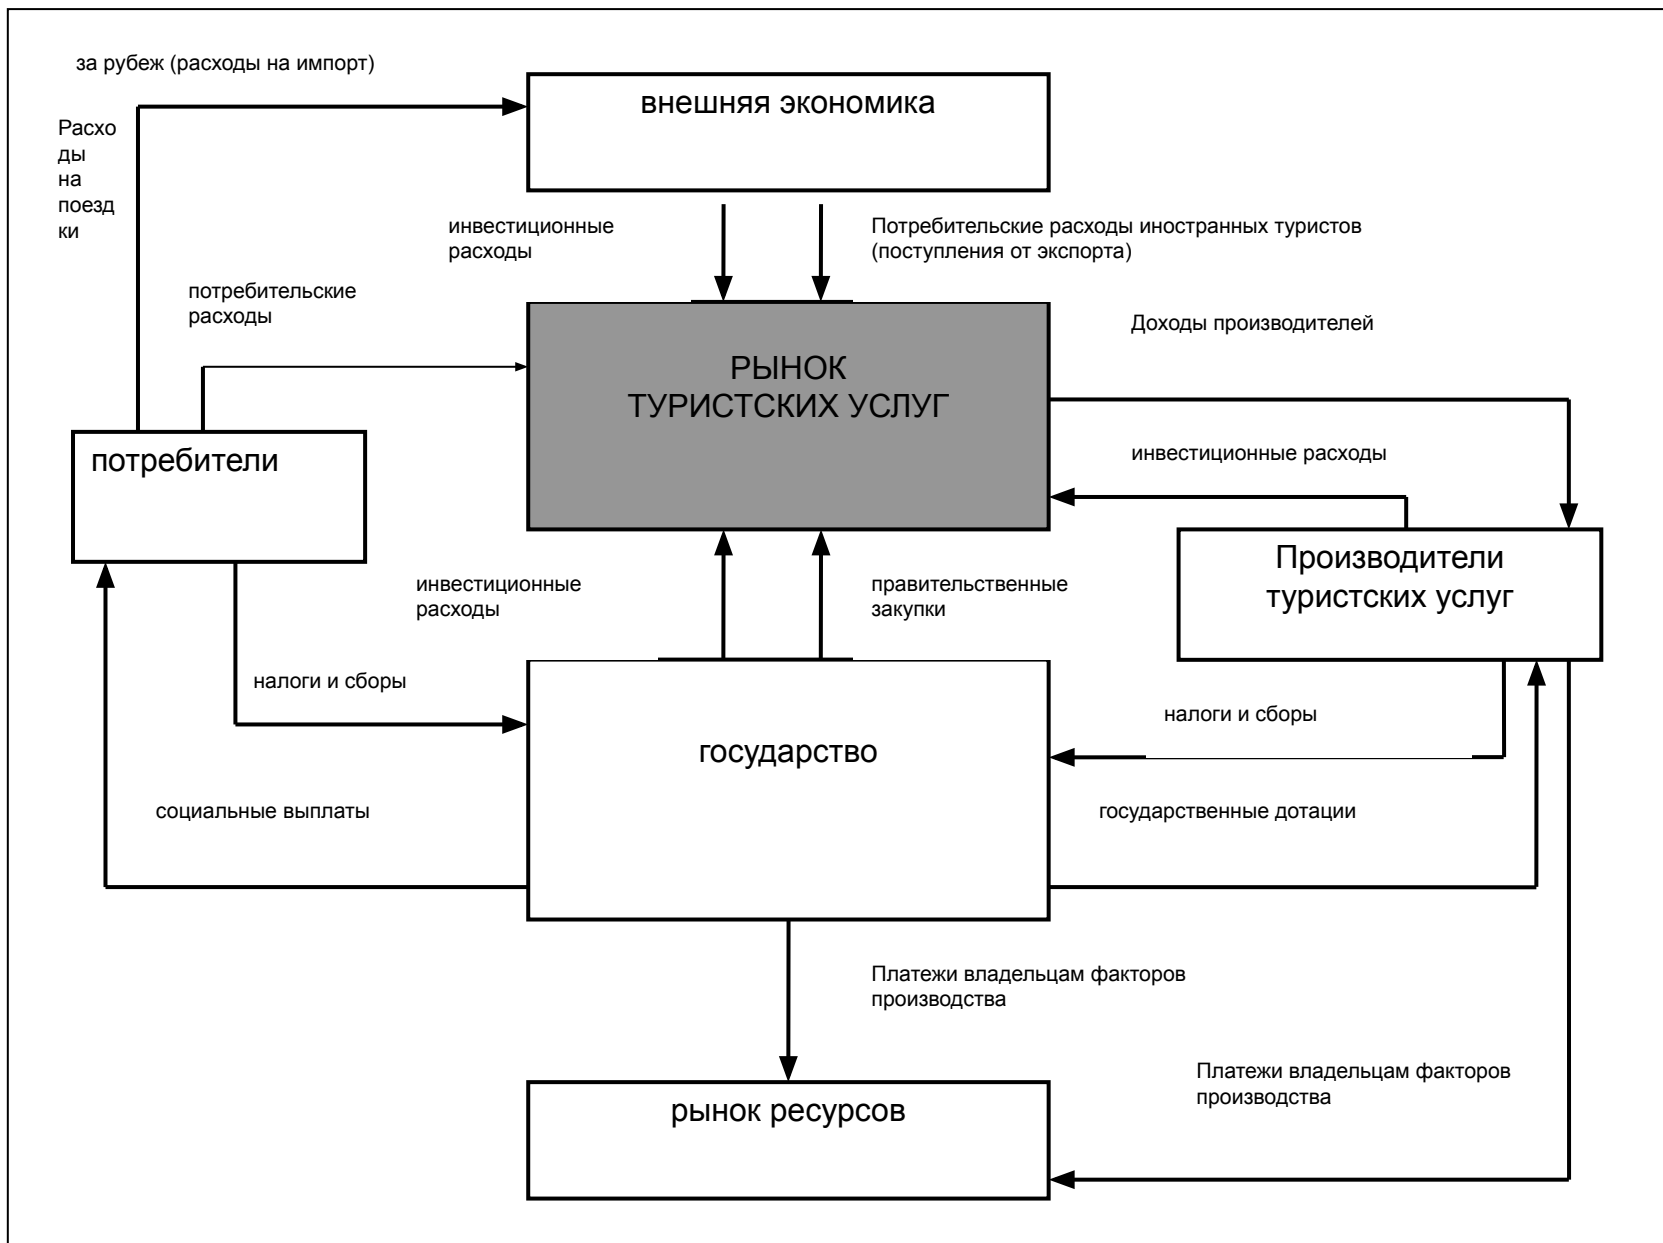 за рубеж (расходы на импорт)
внешняя экономика
Расхо
ды
на
поезд
ки
инвестиционные
расходы
Потребительские расходы иностранных туристов
(поступления от экспорта)
потребительские
расходы
Доходы производителей
РЫНОК
ТУРИСТСКИХ УСЛУГ
потребители
инвестиционные расходы
Производители
туристских услуг
инвестиционные
расходы
правительственные
закупки
налоги и сборы
налоги и сборы
государство
социальные выплаты
государственные дотации
Платежи владельцам факторов
производства
Платежи владельцам факторов
производства
рынок ресурсов